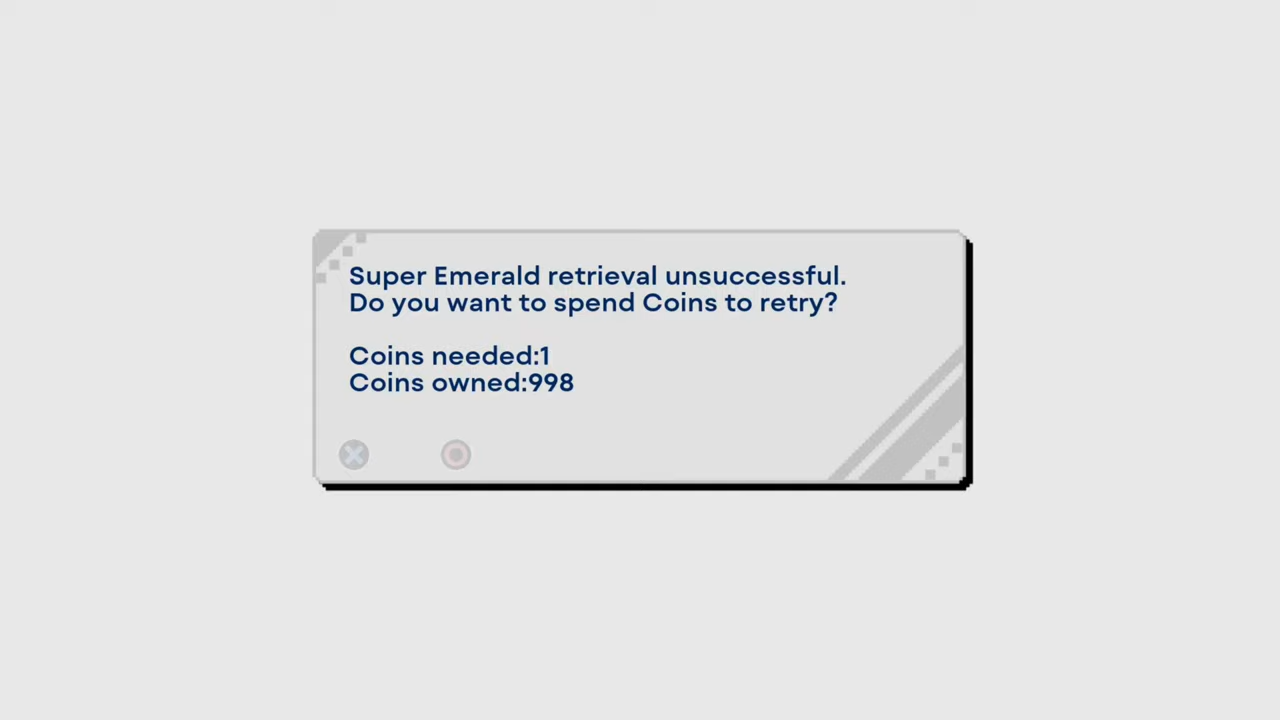 Super Emerald retrieval unsuccessful.
Do you want to spend Coins to retry?
Coins needed:1
Coins owned:998